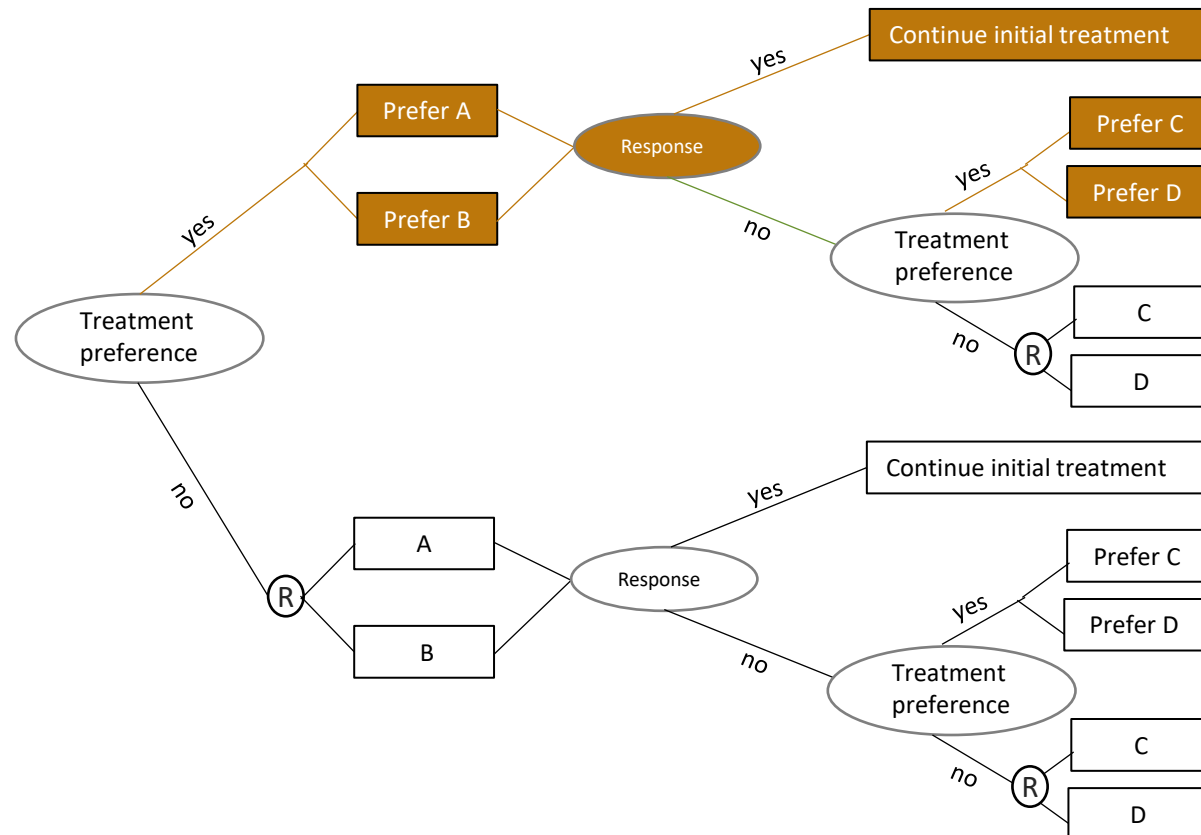 Continue initial treatment
yes
Prefer A
Prefer C
Response
yes
Prefer D
Prefer B
yes
no
Treatment
preference
C
Treatment
preference
no
R
D
Continue initial treatment
yes
no
A
Prefer C
Response
R
yes
Prefer D
B
no
Treatment
preference
C
no
R
D